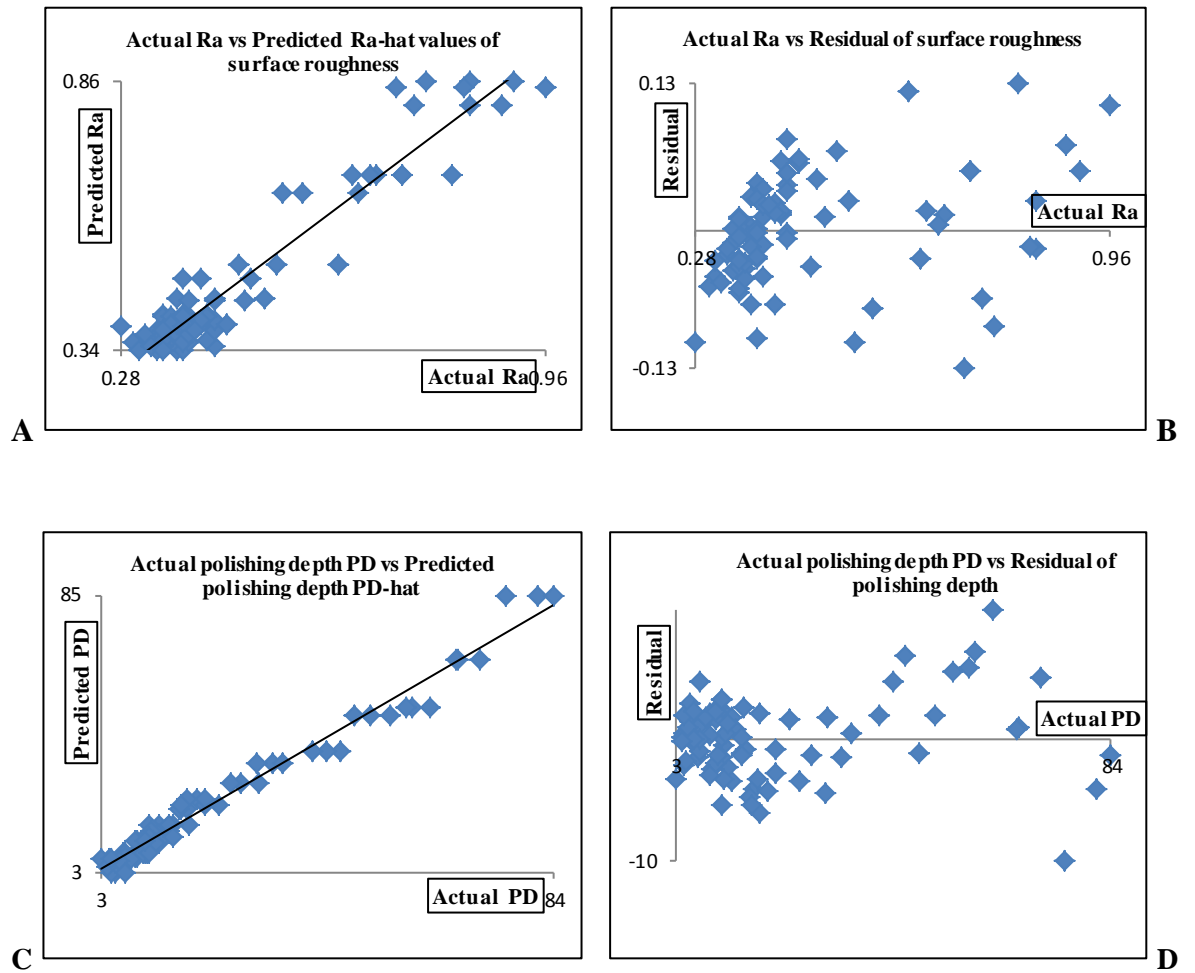 Actual Ra vs Predicted Ra-hat values of
surface roughness
0.86
Predicted Ra
0.34
0.28
Actual Ra
0.96
A
Actual Ra vs Residual of surface roughness
0.13
Residual
Actual Ra
0.28
0.96
-0.13
B
Actual polishing depth PD vs Predicted
polishing depth PD-hat
85
Predicted PD
3
3
Actual PD
84
C
Actual polishing depth PD vs Residual of
polishing depth
Residual
Actual PD
3
84
-10
D